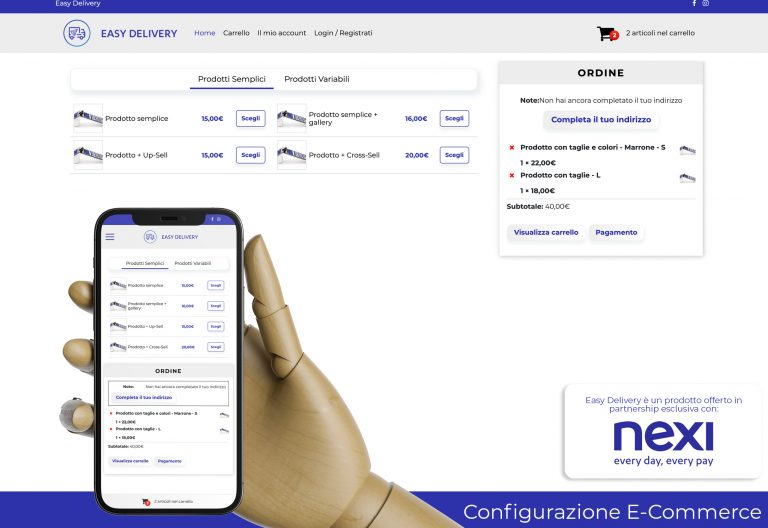 Easy Delivery
EASY DELIVERY
Home Carrello Il mio account Login / Registrati
2
2 articoli nel carrello
Prodotti Semplici Prodotti Variabili
Prodotto semplice 15,00€ Scegli
Prodotto semplice + gallery 16,00€ Scegli
Prodotto + Up-Sell 15,00€ Scegli
Prodotto + Cross-Sell 20,00€ Scegli
ORDINE
Note:Non hai ancora completato il tuo indirizzo
Completa il tuo indirizzo
Prodotto con taglie e colori - Marrone - S
1 × 22,00€
Prodotto con taglie - L
1 × 18,00€
Subtotale: 40,00€
Visualizza carrello Pagamento
EASY DELIVERY
Prodotti Semplici Prodotti Variabili
Prodotto semplice 15,00€ Scegli
Prodotto semplice +
gallery
16,00€ Scegli
Prodotto + Up-Sell 15,00€ Scegli
Prodotto + Cross-Sell 20,00€ Scegli
ORDINE
Note: Non hai ancora completato il tuo indirizzo
Completa il tuo indirizzo
Prodotto con taglie e colori - Marrone - S
1 × 22,00€
Prodotto con taglie - L
1 × 18,00€
Subtotale: 40,00€
Visualizza carrello Pagamento
2 articoli nel carrello
Easy Delivery è un prodotto offerto in
partnership esclusiva con:
nexi
every day, every pay
Configurazione E-Commerce